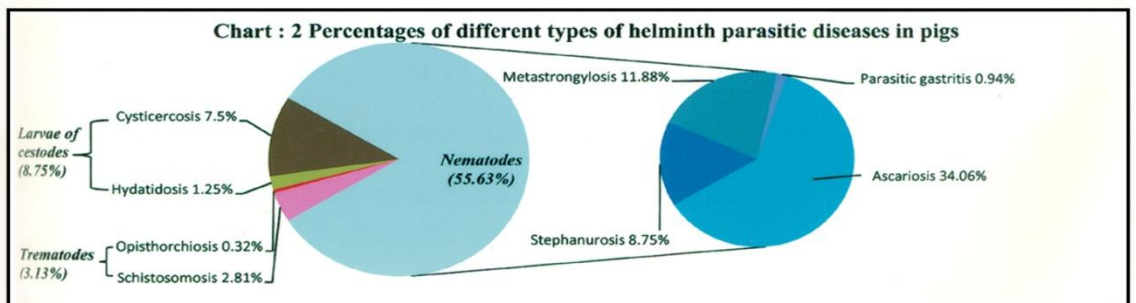 Chart : 2 Percentages of different types of helminth parasitic diseases in pigs
Metastrongylosis 11.88%
Parasitic gastritis 0.94%
Cysticercosis 7.5%
Larvae of
cestodes
(8.75%)
Nematodes
(55.63%)
Ascariosis 34.06%
Hydatidosis 1.25%
Stephanurosis 8.75%
Opisthorchiosis 0.32%
Trematodes
(3.13%)
Schistosomosis 2.81%